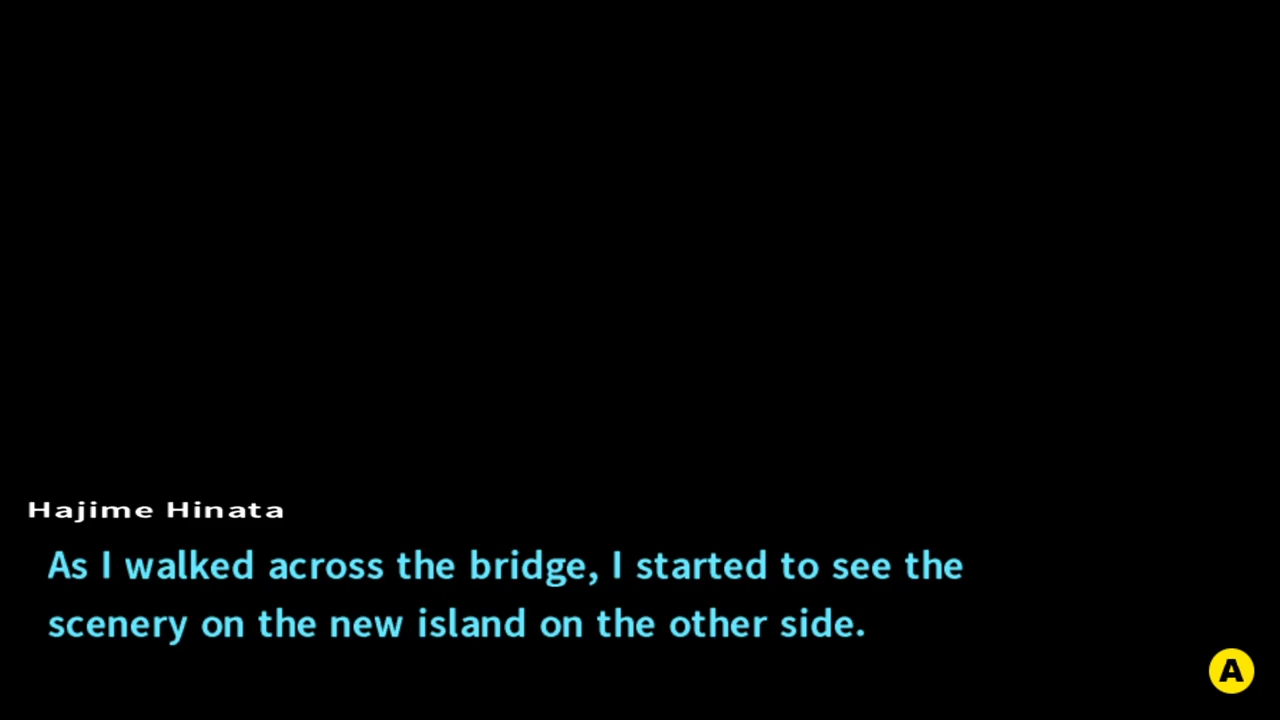 Hajime Hinata
As I walked across the bridge, I started to see the
scenery on the new island on the other side.
A